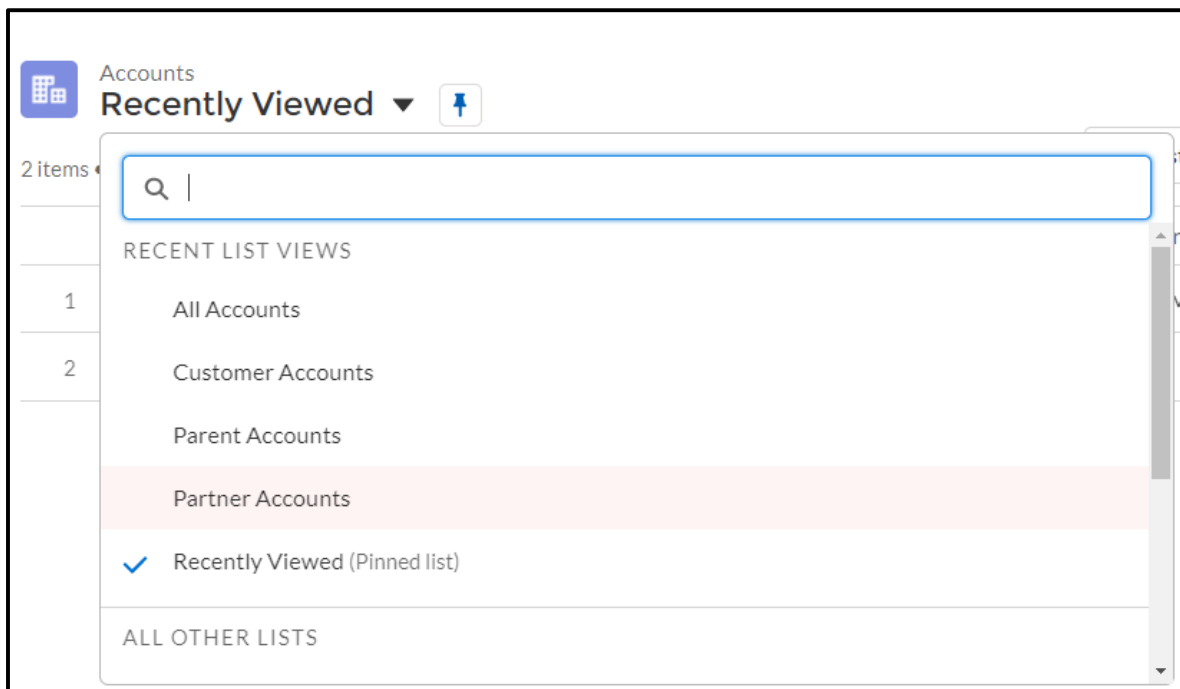 Accounts
Recently Viewed
2 items
RECENT LIST VIEWS
1
All Accounts
2
Customer Accounts
Parent Accounts
Partner Accounts
Recently Viewed (Pinned list)
ALL OTHER LISTS